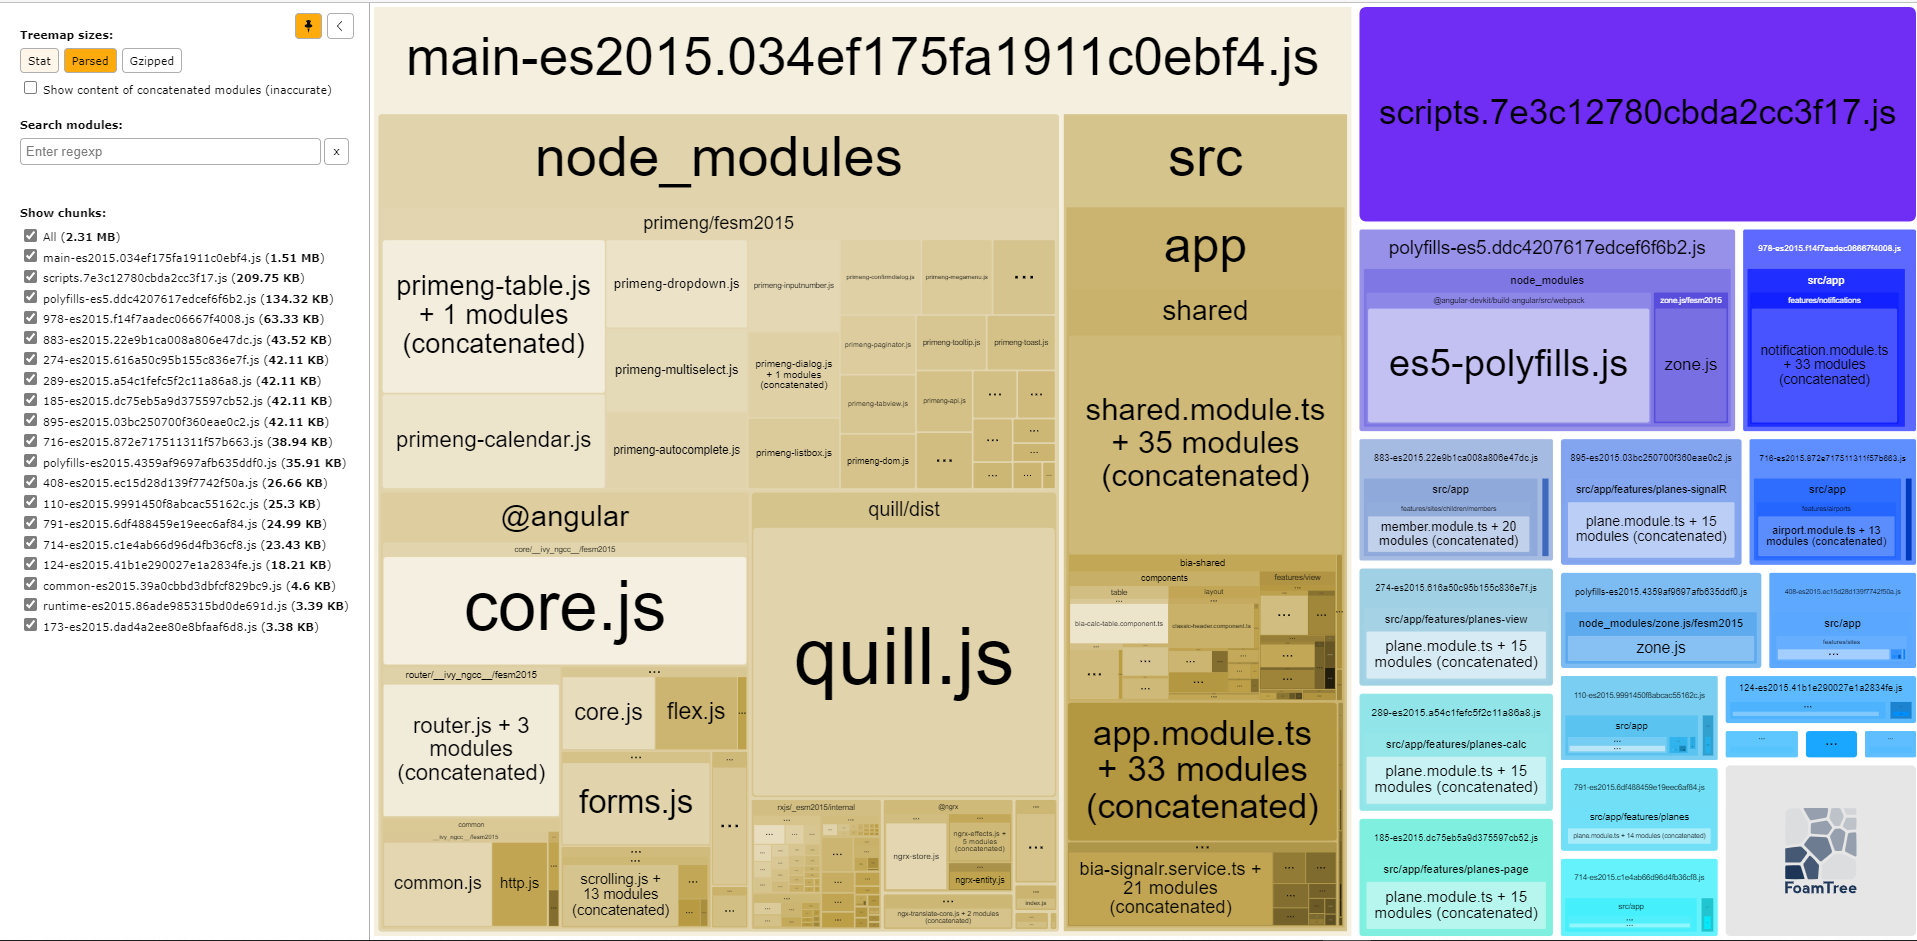 Treemap sizes:
Stat
Parsed
Gzipped
Show content of concatenated modules (inaccurate)
Search modules:
Enter regexp
x
Show chunks:
All (2.31 MB)
main-es2015.034ef175fa1911c0ebf4.js (1.51 MB)
scripts.7e3c12780cbda2cc3f17.js (209.75 KB)
polyfills-es5.ddc4207617edcef6f6b2.js (134.32 KB)
978-es2015.f14f7aadec06667f4008.js (63.33 KB)
883-es2015.22e9b1ca008a806e47dc.js (43.52 KB)
274-es2015.616a50c95b155c836e7f.js (42.11 KB)
289-es2015.a54c1fefc5f2c11a86a8.js (42.11 KB)
185-es2015.dc75eb5a9d375597cb52.js (42.11 KB)
895-es2015.03bc250700f360eae0c2.js (42.11 KB)
716-es2015.872e717511311f57b663.js (38.94 KB)
polyfills-es2015.4359af9697afb635ddf0.js (35.91 KB)
408-es2015.ec15d28d139f7742f50a.js (26.66 KB)
110-es2015.9991450f8abcac55162c.js (25.3 KB)
791-es2015.6df488459e19eec6af84.js (24.99 KB)
714-es2015.c1e4ab66d96d4fb36cf8.js (23.43 KB)
124-es2015.41b1e290027e1a2834fe.js (18.21 KB)
common-es2015.39a0cbbd3dbfcf829bc9.js (4.6 KB)
runtime-es2015.86ade985315bd0de691d.js (3.39 KB)
173-es2015.dad4a2ee80e8bfaaf6d8.js (3.38 KB)
main-es2015.034ef175fa1911c0ebf4.js
node_modules
primeng/fesm2015
primeng-table.js
+ 1 modules
(concatenated)
primeng-calendar.js
primeng-dropdown.js
primeng-multiselect.js
primeng-autocomplete.js
primeng-inputnumber.js
primeng-dialog.js
+ 1 modules
(concatenated)
primeng-listbox.js
primeng-confirmdialog.js
primeng-megamenu.js
...
primeng-paginator.js
primeng-tooltip.js
primeng-toast.js
primeng-tabview.js
primeng-api.js
primeng-dom.js
@angular
core/__ivy_ngcc__/fesm2015
core.js
router/__ivy_ngcc__/fesm2015
router.js + 3
modules
(concatenated)
common
__ivy_ngcc__/fesm2015
common.js
http.js
core.js
flex.js
forms.js
scrolling.js +
13 modules
(concatenated)
quill/dist
quill.js
rxjs/_esm2015/internal
@ngrx
ngrx-store.js
ngrx-effects.js +
5 modules
(concatenated)
ngrx-entity.js
ngx-translate-core.js + 2 modules
(concatenated)
index.js
src
app
shared
shared.module.ts
+ 35 modules
(concatenated)
bia-shared
components
table
bia-calc-table.component.ts
layout
classic-header.component.ts
features/view
app.module.ts
+ 33 modules
(concatenated)
bia-signalr.service.ts +
21 modules
(concatenated)
scripts.7e3c12780cbda2cc3f17.js
polyfills-es5.ddc4207617edcef6f6b2.js
node_modules
@angular-devkit/build-angular/src/webpack
es5-polyfills.js
zone.js/fesm2015
zone.js
978-es2015.f14f7aadec06667f4008.js
src/app
features/notifications
notification.module.ts
+ 33 modules
(concatenated)
883-es2015.22e9b1ca008a806e47dc.js
src/app
features/sites/children/members
member.module.ts + 20
modules (concatenated)
895-es2015.03bc250700f360eae0c2.js
src/app/features/planes-signalR
plane.module.ts + 15
modules (concatenated)
716-es2015.872e717511311f57b663.js
src/app
features/airports
airport.module.ts + 13
modules (concatenated)
274-es2015.616a50c95b155c836e7f.js
src/app/features/planes-view
plane.module.ts + 15
modules (concatenated)
polyfills-es2015.4359af9697afb635ddf0.js
node_modules/zone.js/fesm2015
zone.js
408-es2015.ec15d28d139f7742f50a.js
src/app
features/sites
...
289-es2015.a54c1fefc5f2c11a86a8.js
src/app/features/planes-calc
plane.module.ts + 15
modules (concatenated)
110-es2015.9991450f8abcac55162c.js
src/app
124-es2015.41b1e290027e1a2834fe.js
...
791-es2015.6df488459e19eec6af84.js
src/app/features/planes
plane.module.ts + 14 modules (concatenated)
185-es2015.dc75eb5a9d375597cb52.js
src/app/features/planes-page
plane.module.ts + 15
modules (concatenated)
714-es2015.c1e4ab66d96d4fb36cf8.js
src/app
...
FoamTree